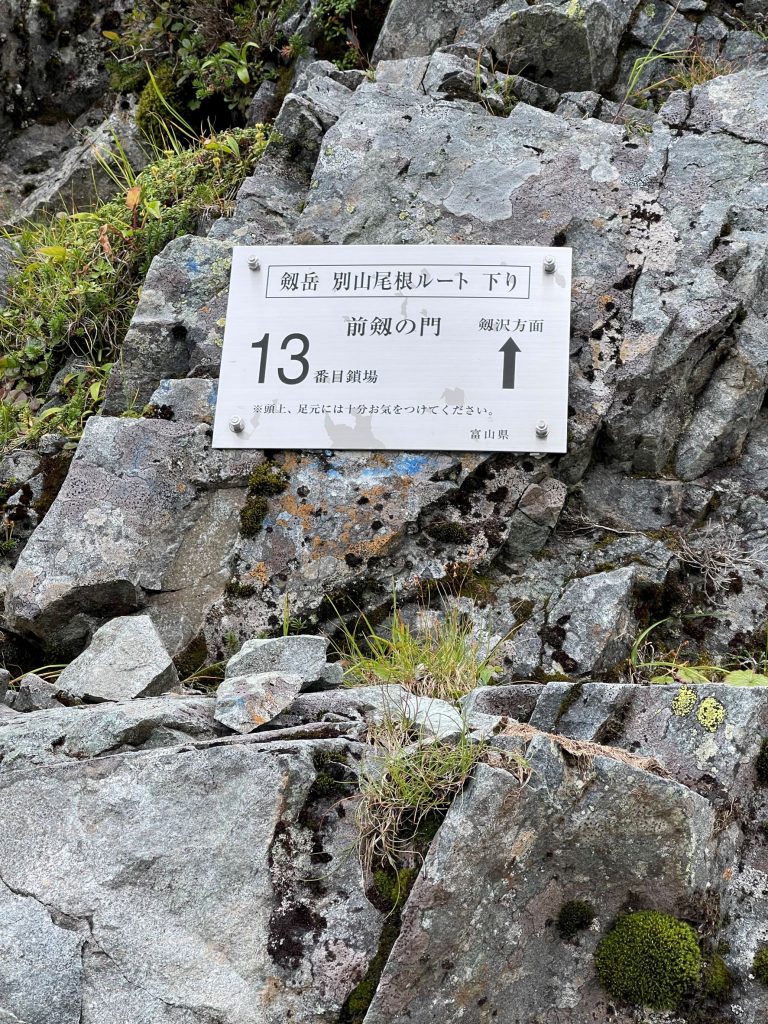 剱岳 別山尾根ルート 下り
前剱の門
剱沢方面
13番目鎖場
※頭上、足元には十分お気をつけてください。
富山県